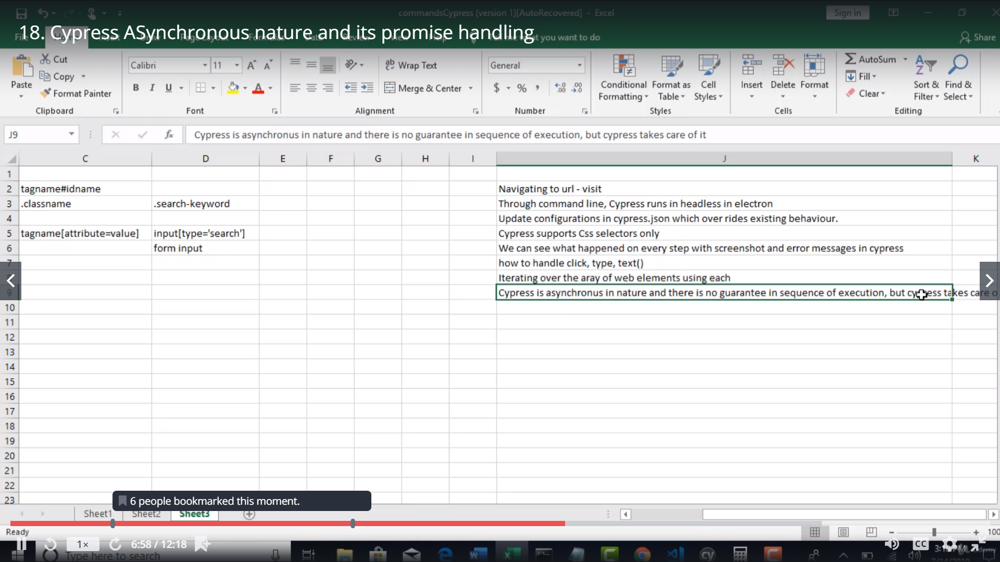 commandsCypress (version 1)[AutoRecovered] - Excel
Sign in
18. Cypress ASynchronous nature and its promise handling
you want to do
Share
Paste
Cut
Copy
Format Painter
Clipboard
Calibri
11
B I U
Font
Wrap Text
Merge & Center
Alignment
General
$ % ,
Number
Conditional Formatting
Format as Table
Cell Styles
Styles
Insert
Delete
Format
Cells
AutoSum
Fill
Clear
Sort & Filter
Find & Select
Editing
J9
fx
Cypress is asynchronus in nature and there is no guarantee in sequence of execution, but cypress takes care of it
C D E F G H I J K
1
2 tagname#idname Navigating to url - visit
3 .classname .search-keyword Through command line, Cypress runs in headless in electron
4 Update configurations in cypress.json which over rides existing behaviour.
5 tagname[attribute=value] input[type='search'] Cypress supports Css selectors only
6 form input We can see what happened on every step with screenshot and error messages in cypress
7 how to handle click, type, text()
Iterating over the aray of web elements using each
9 Cypress is asynchronus in nature and there is no guarantee in sequence of execution, but cypress takes care o
10
11
12
13
14
15
16
17
18
19
20
21
22
23
6 people bookmarked this moment.
Sheet1 Sheet2 Sheet3
Ready
100
1×
6:58 / 12:18
CC
Type here to search